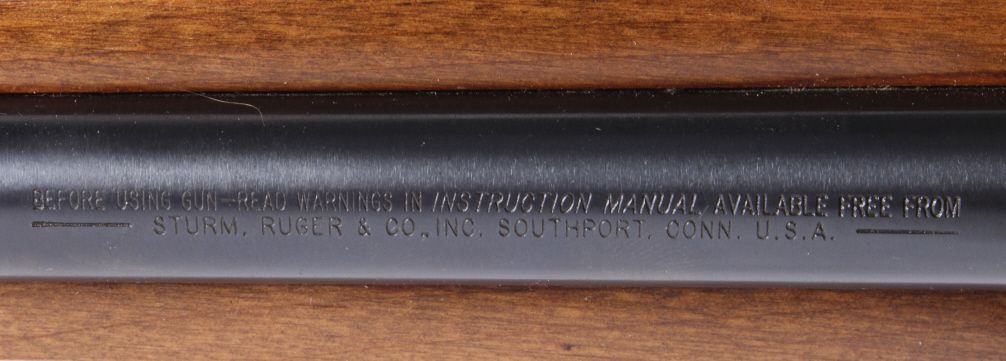 BEFORE USING GUN—READ WARNINGS IN INSTRUCTION MANUAL, AVAILABLE FREE FROM
STURM, RUGER & CO., INC. SOUTHPORT, CONN. U.S.A.